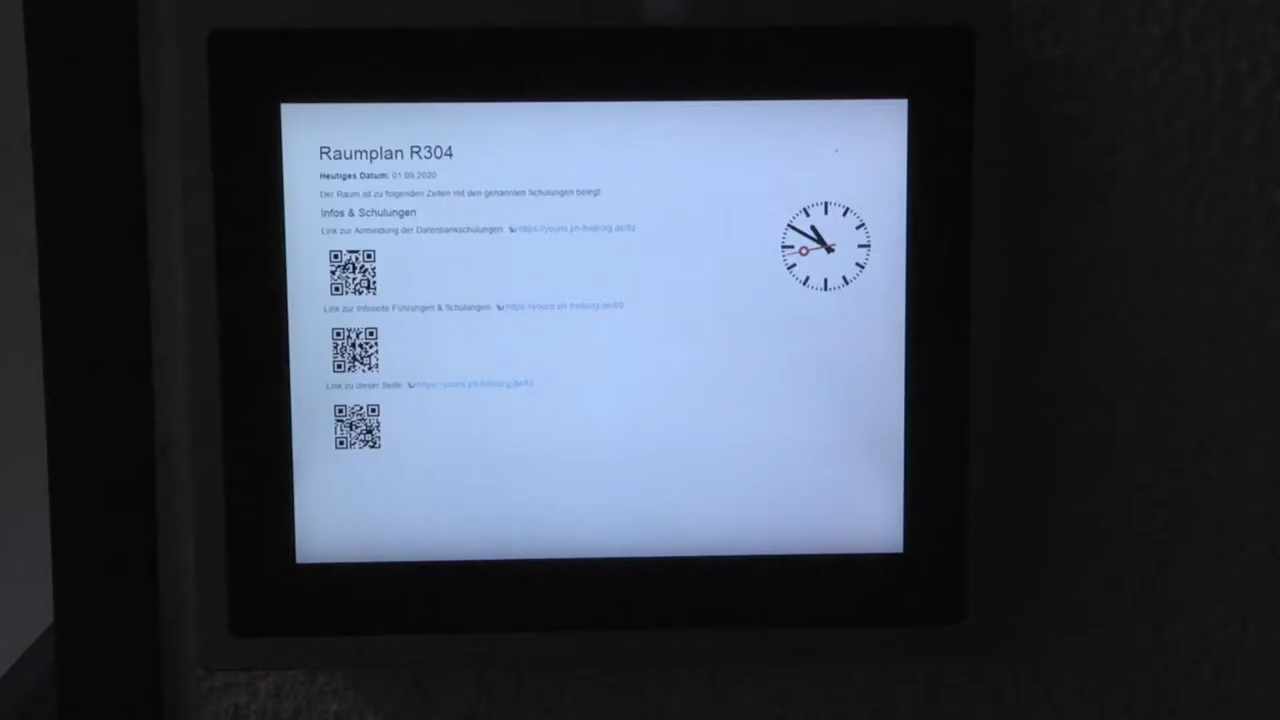 Raumplan R304
Heutiges Datum: 01.09.2020
Der Raum ist zu folgenden Zeiten mit den genannten Schulungen belegt:
Infos & Schulungen
Link zur Anmeldung der Datenbankschulungen:
Link zur Infoseite Führungen & Schulungen:
Link zu dieser Seite: